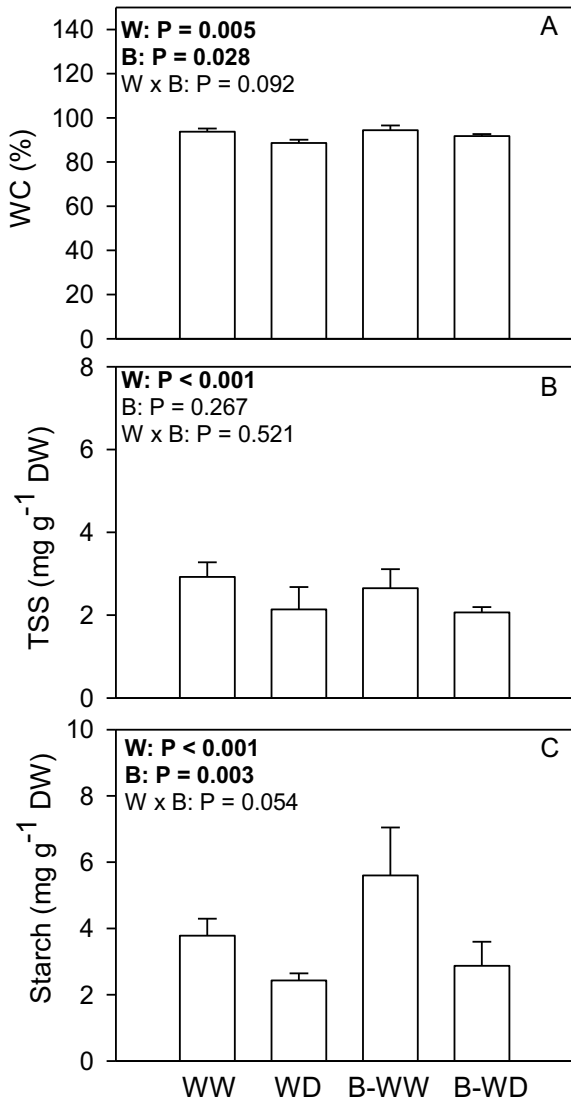 140
120
100
80
60
40
20
0
WC (%)
W: P = 0.005
B: P = 0.028
W x B: P = 0.092
A
8
6
4
2
0
TSS (mg g-1 DW)
W: P < 0.001
B: P = 0.267
W x B: P = 0.521
B
10
8
6
4
2
0
Starch (mg g-1 DW)
W: P < 0.001
B: P = 0.003
W x B: P = 0.054
C
WW WD B-WW B-WD